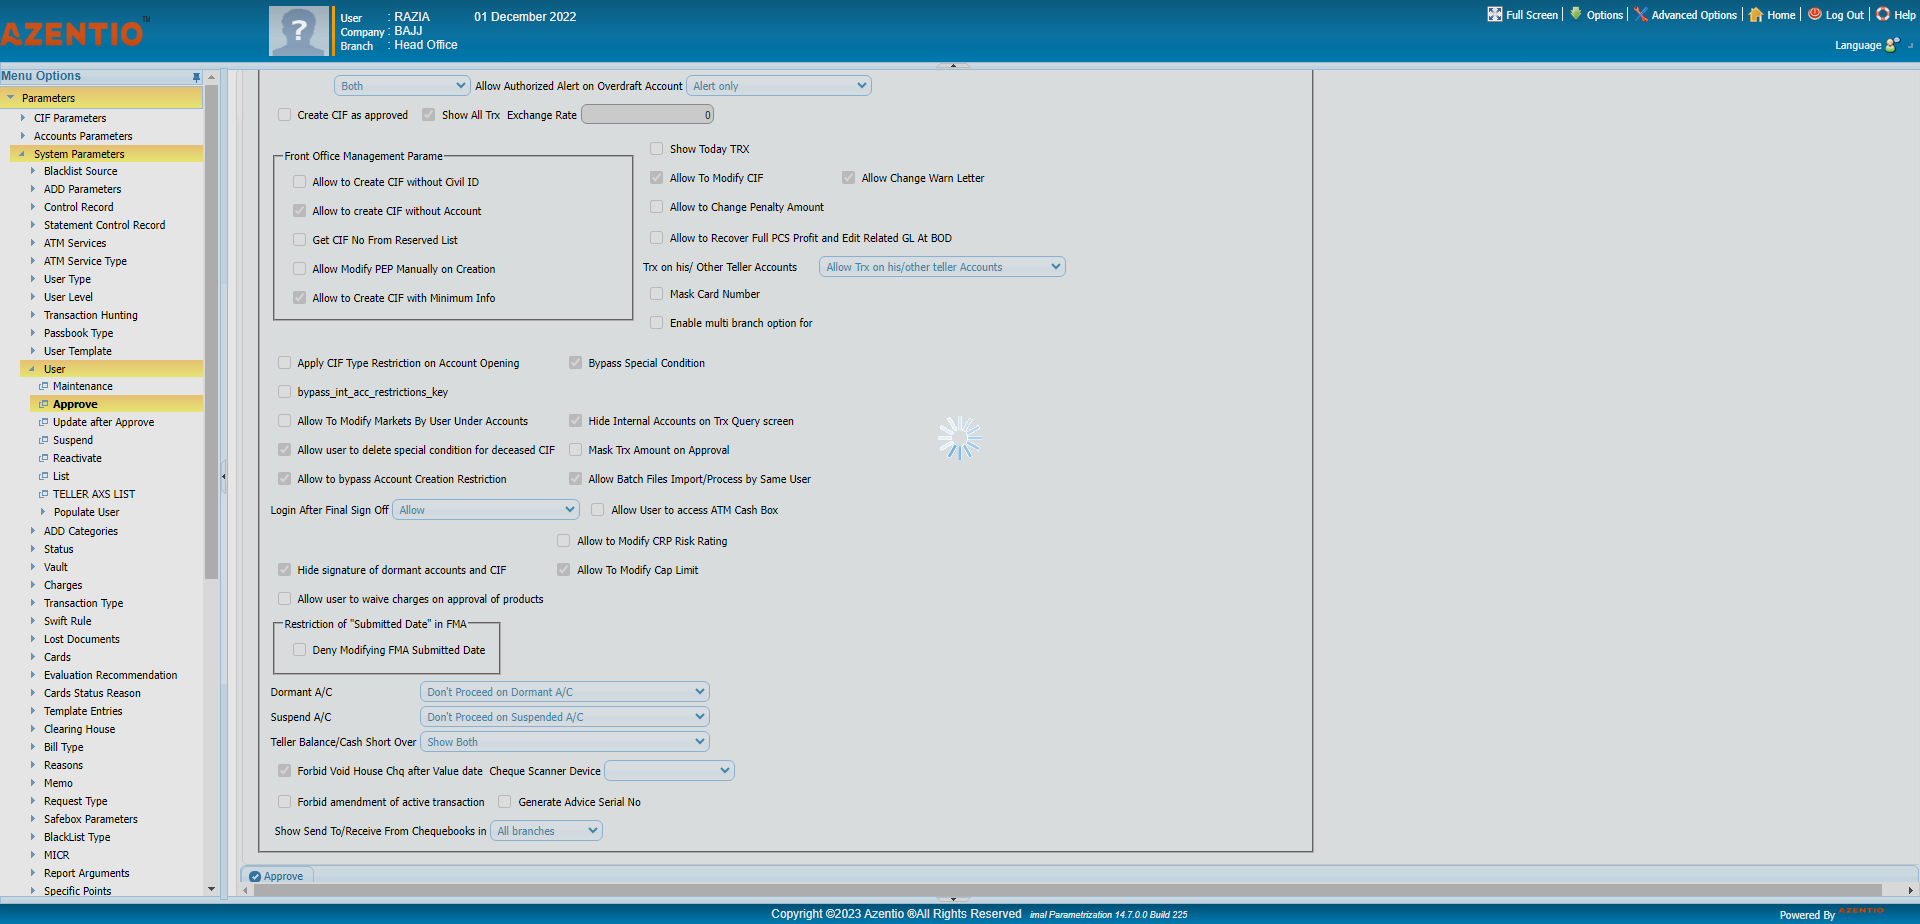 AZENTIO™
User : RAZIA 01 December 2022
Company : BAJJ
Branch : Head Office
Full Screen Options Advanced Options Home Log Out Help
Language
Menu Options
Parameters
CIF Parameters
Accounts Parameters
System Parameters
Blacklist Source
ADD Parameters
Control Record
Statement Control Record
ATM Services
ATM Service Type
User Type
User Level
Transaction Hunting
Passbook Type
User Template
User
Maintenance
Approve
Update after Approve
Suspend
Reactivate
List
TELLER AXS LIST
Populate User
ADD Categories
Status
Vault
Charges
Transaction Type
Swift Rule
Lost Documents
Cards
Evaluation Recommendation
Cards Status Reason
Template Entries
Clearing House
Bill Type
Reasons
Memo
Request Type
Safebox Parameters
BlackList Type
MICR
Report Arguments
Specific Points
Both Allow Authorized Alert on Overdraft Account Alert only
Create CIF as approved Show All Trx Exchange Rate 0
Front Office Management Parame
Allow to Create CIF without Civil ID
Allow to create CIF without Account
Get CIF No From Reserved List
Allow Modify PEP Manually on Creation
Allow to Create CIF with Minimum Info
Show Today TRX
Allow To Modify CIF Allow Change Warn Letter
Allow to Change Penalty Amount
Allow to Recover Full PCS Profit and Edit Related GL At BOD
Trx on his/ Other Teller Accounts Allow Trx on his/other teller Accounts
Mask Card Number
Enable multi branch option for
Apply CIF Type Restriction on Account Opening Bypass Special Condition
bypass_int_acc_restrictions_key
Allow To Modify Markets By User Under Accounts Hide Internal Accounts on Trx Query screen
Allow user to delete special condition for deceased CIF Mask Trx Amount on Approval
Allow to bypass Account Creation Restriction Allow Batch Files Import/Process by Same User
Login After Final Sign Off Allow Allow User to access ATM Cash Box
Allow to Modify CRP Risk Rating
Hide signature of dormant accounts and CIF Allow To Modify Cap Limit
Allow user to waive charges on approval of products
Restriction of "Submitted Date" in FMA
Deny Modifying FMA Submitted Date
Dormant A/C Don't Proceed on Dormant A/C
Suspend A/C Don't Proceed on Suspended A/C
Teller Balance/Cash Short Over Show Both
Forbid Void House Chq after Value date Cheque Scanner Device
Forbid amendment of active transaction Generate Advice Serial No
Show Send To/Receive From Chequebooks in All branches
Approve
Copyright ©2023 Azentio ®All Rights Reserved imal Parametrization 14.7.0.0 Build 225
Powered By AZENTIO